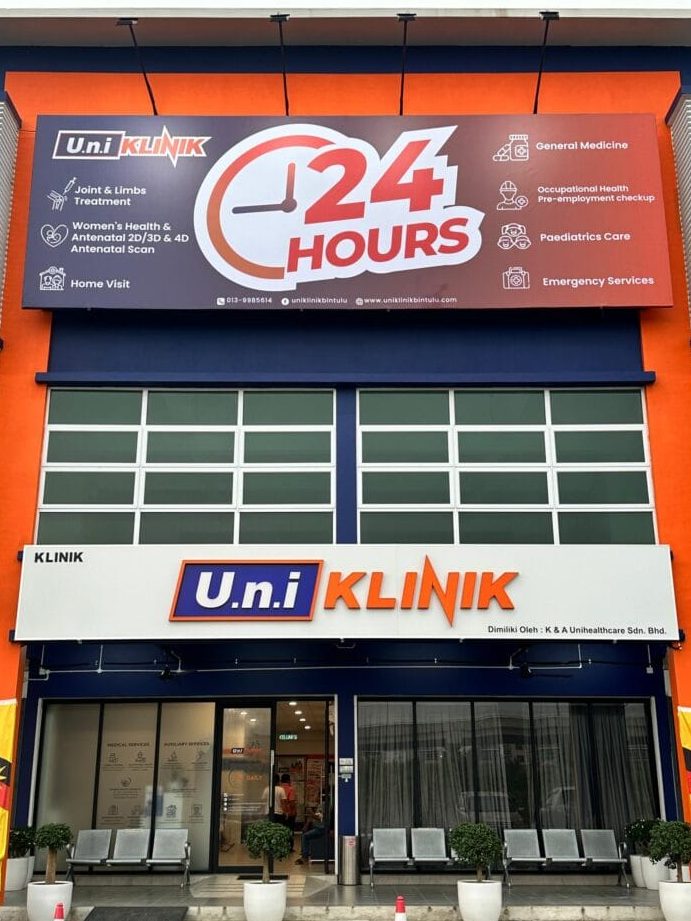 U.n.i KLINIK
Joint & Limbs
Treatment
Women's Health &
Antenatal 2D/3D & 4D
Antenatal Scan
Home Visit
24
HOURS
General Medicine
Occupational Health
Pre-employment checkup
Paediatrics Care
Emergency Services
013-9985614 uniklinikbintulu www.uniklinikbintulu.com
KLINIK
U.n.i KLINIK
Dimiliki Oleh : K & A Unihealthcare Sdn. Bhd.
MEDICAL SERVICES
AUXILIARY SERVICES
DAILY